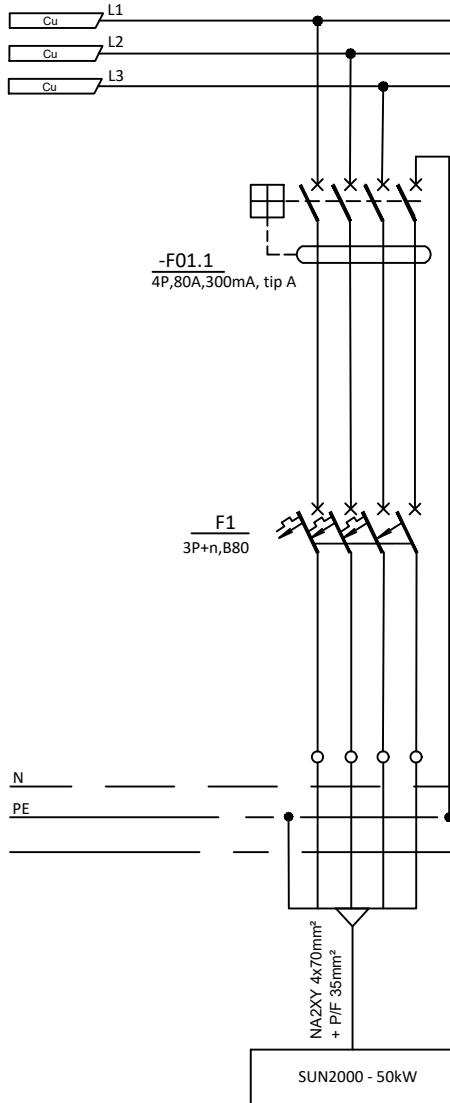 Cu L1
Cu L2
Cu L3
-F01.1
4P,80A,300mA, tip A
F1
3P+n,B80
N
PE
NA2XY 4x70mm²
+ P/F 35mm²
SUN2000 - 50kW